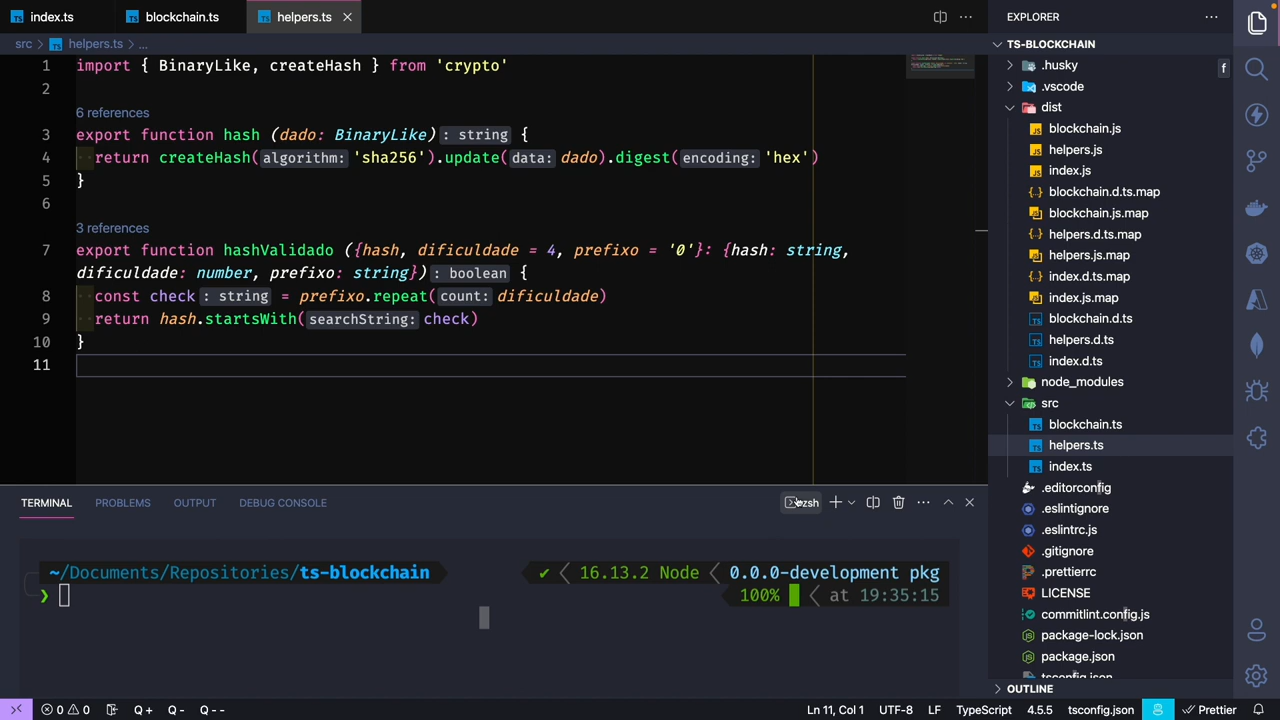 index.ts
blockchain.ts
helpers.ts
src > helpers.ts > ...
1 import { BinaryLike, createHash } from 'crypto'
2
6 references
3 export function hash (dado: BinaryLike): string {
4 return createHash(algorithm: 'sha256').update(data: dado).digest(encoding: 'hex')
5 }
6
3 references
7 export function hashValidado ({hash, dificuldade = 4, prefixo = '0'}: {hash: string,
dificuldade: number, prefixo: string}): boolean {
8 const check: string = prefixo.repeat(count: dificuldade)
9 return hash.startsWith(searchString: check)
10 }
11
TERMINAL PROBLEMS OUTPUT DEBUG CONSOLE
zsh
~/Documents/Repositories/ts-blockchain
✔ 16.13.2 Node 0.0.0-development pkg
❯ 100% at 19:35:15
EXPLORER
TS-BLOCKCHAIN
.husky
f
.vscode
dist
blockchain.js
helpers.js
index.js
blockchain.d.ts.map
blockchain.js.map
helpers.d.ts.map
helpers.js.map
index.d.ts.map
index.js.map
blockchain.d.ts
helpers.d.ts
index.d.ts
node_modules
src
blockchain.ts
helpers.ts
index.ts
.editorconfig
.eslintignore
.eslintrc.js
.gitignore
.prettierrc
LICENSE
commitlint.config.js
package-lock.json
package.json
tsconfig.json
OUTLINE
0 0 Q + Q - Q - - Ln 11, Col 1 UTF-8 LF TypeScript 4.5.5 tsconfig.json Prettier